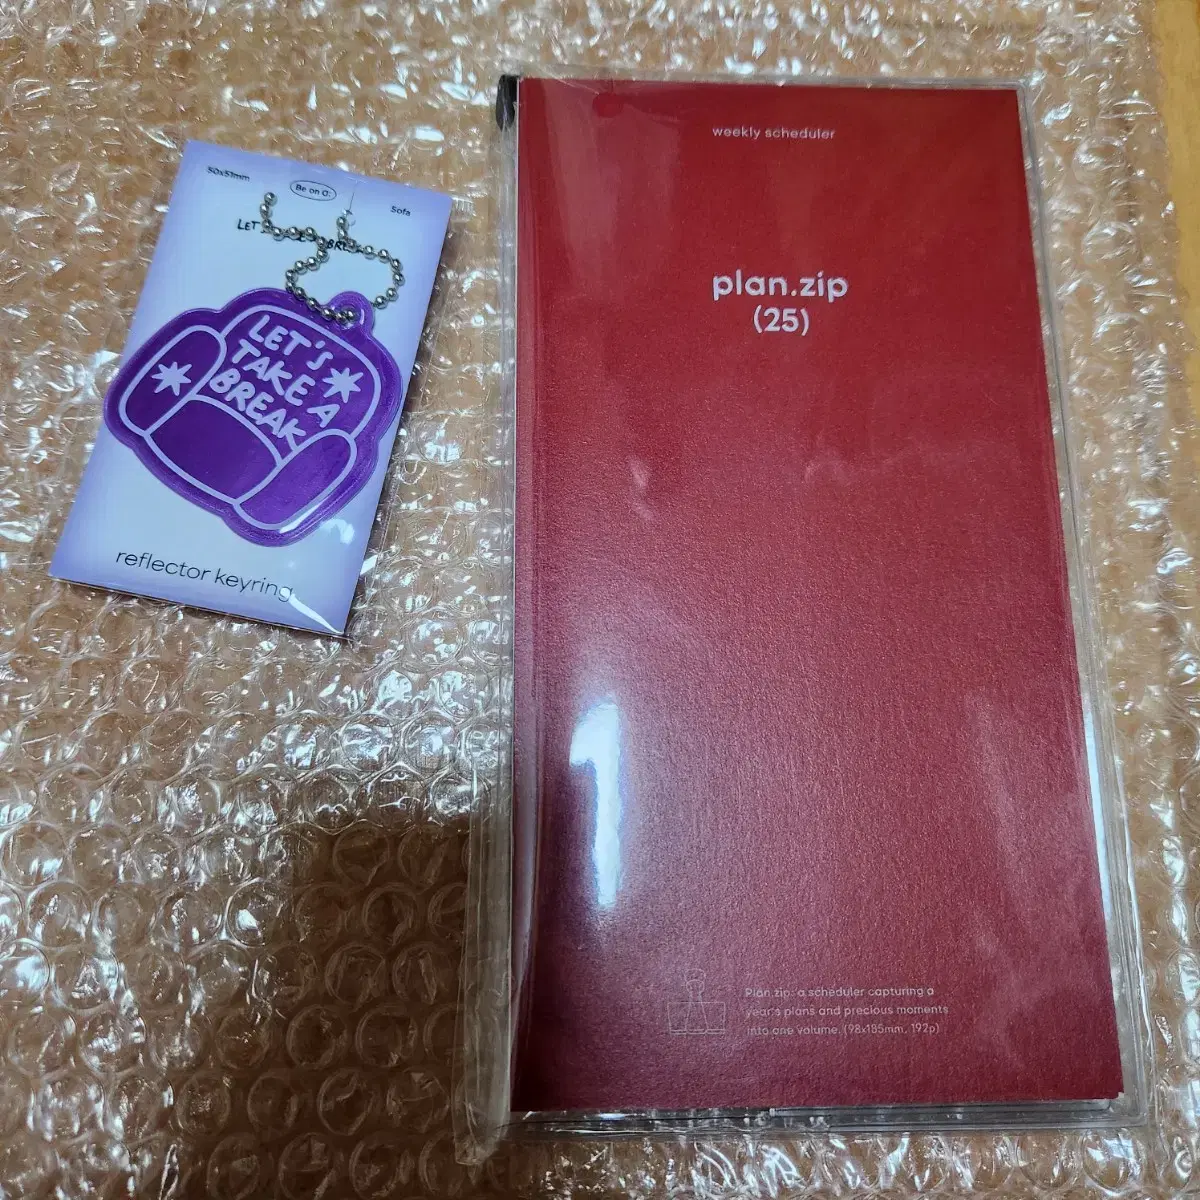 50x51mm
Be on D;
Sofa
LET'S
TAKE A
BREAK
reflector keyring
weekly scheduler
plan.zip
(25)
Plan.zip: a scheduler capturing a
year's plans and precious moments
into one volume. (98x185mm, 192p)